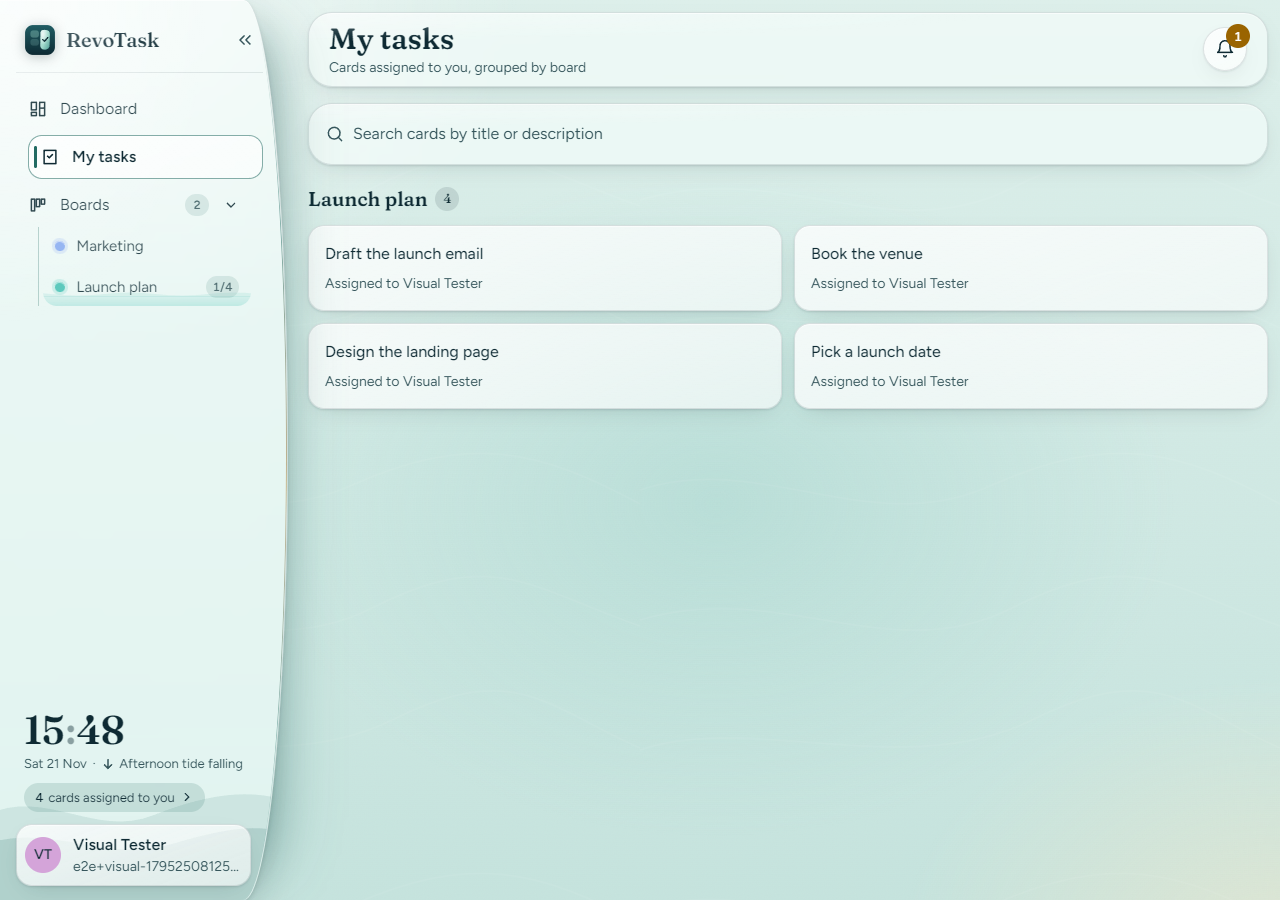 RevoTask
Dashboard
My tasks
Boards 2
Marketing
Launch plan 1/4
15:48
Sat 21 Nov · Afternoon tide falling
4 cards assigned to you
VT
Visual Tester
e2e+visual-17952508125...
My tasks
Cards assigned to you, grouped by board
1
Search cards by title or description
Launch plan 4
Draft the launch email
Assigned to Visual Tester
Book the venue
Assigned to Visual Tester
Design the landing page
Assigned to Visual Tester
Pick a launch date
Assigned to Visual Tester